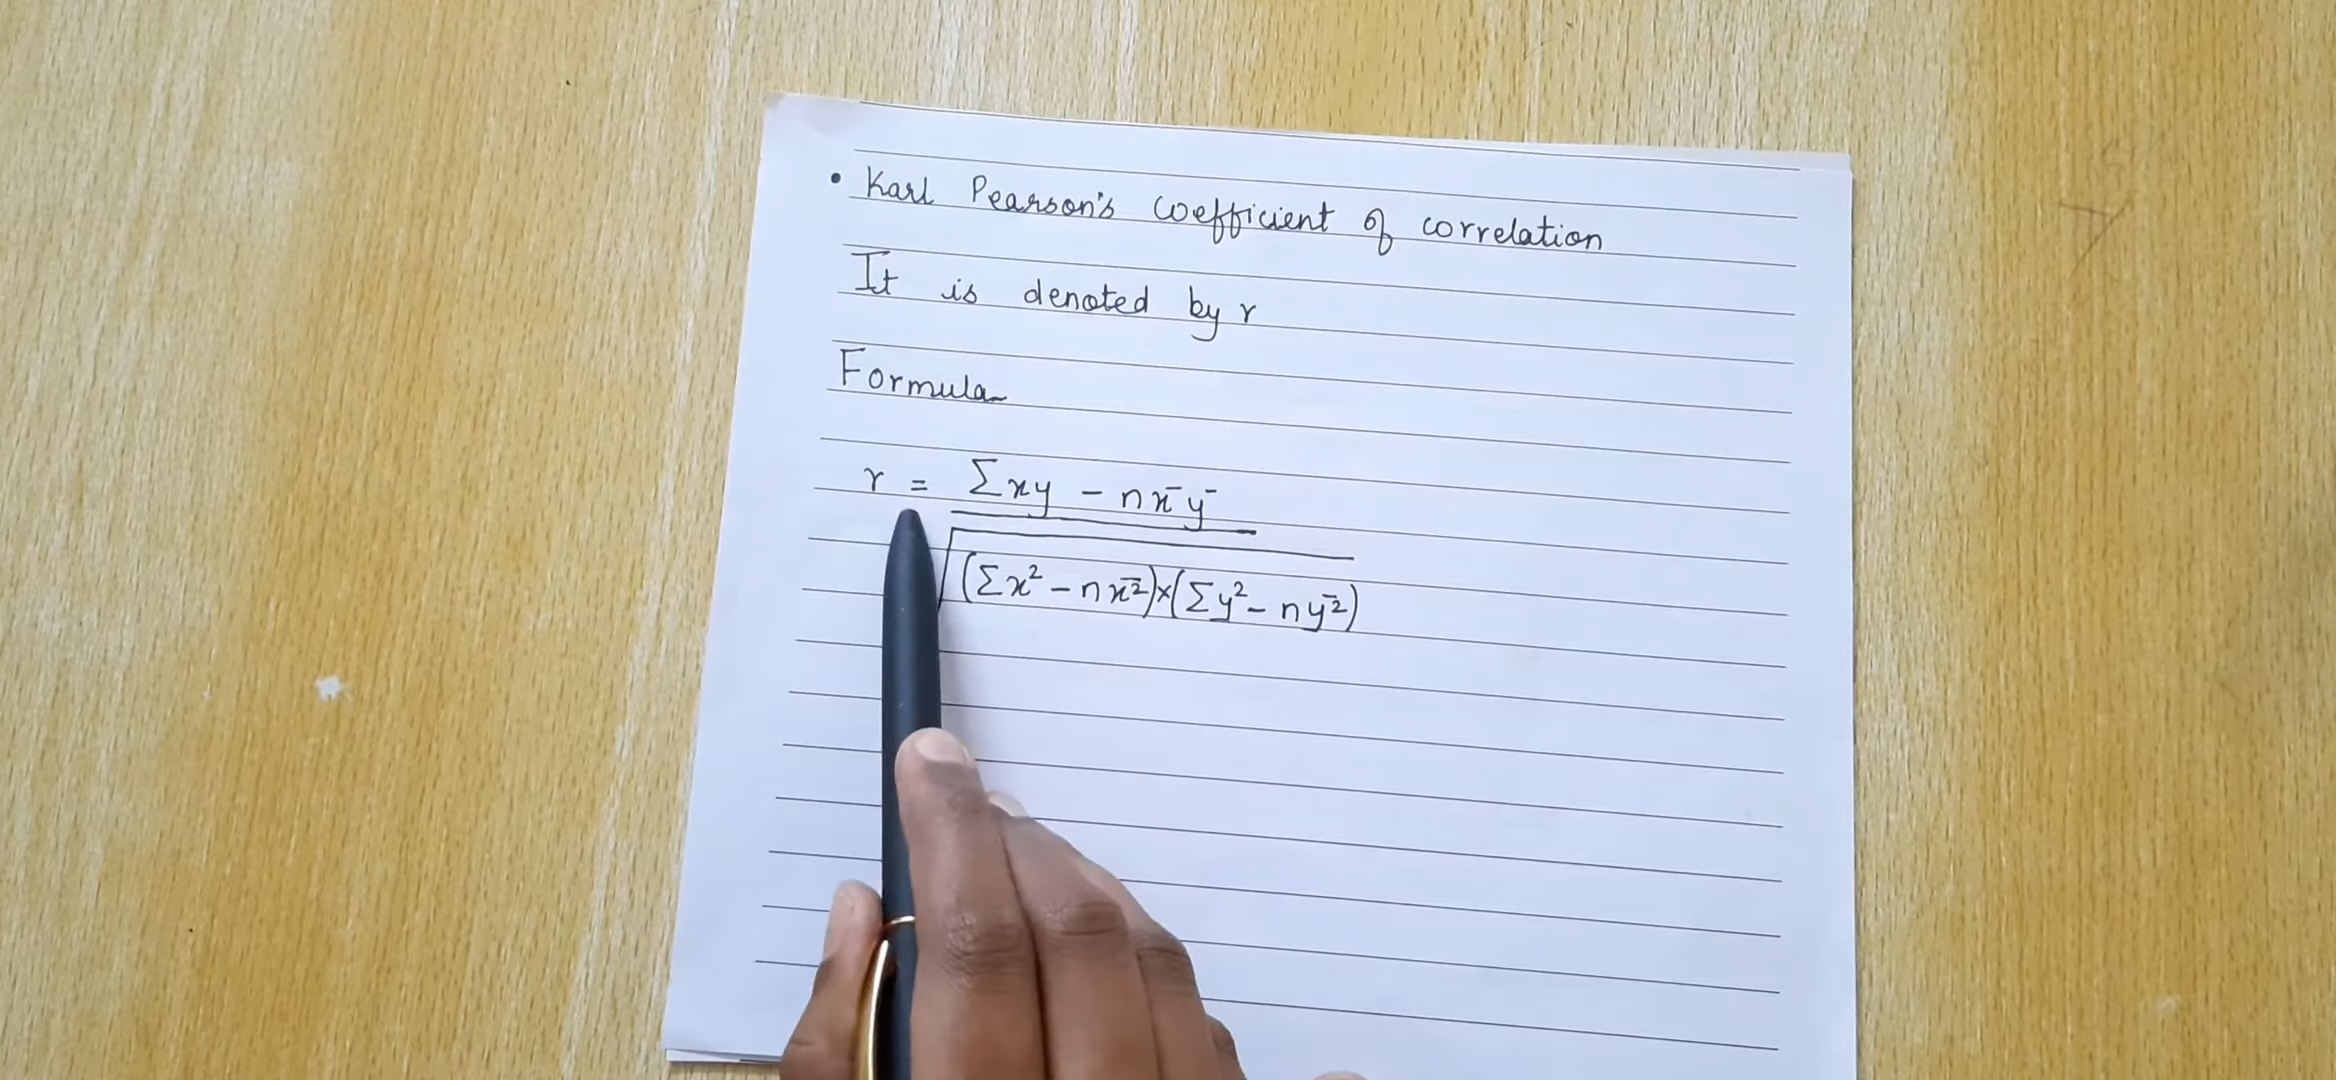 • Karl Pearson's coefficient of correlation
It is denoted by r
Formula
r = Σxy - nx̄ȳ
√(Σx² - nx̄²)×(Σy² - nȳ²)